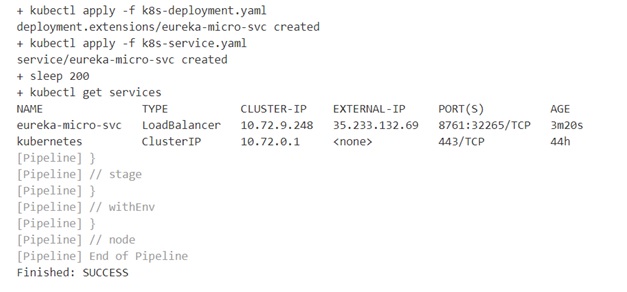 + kubectl apply -f k8s-deployment.yaml
deployment.extensions/eureka-micro-svc created
+ kubectl apply -f k8s-service.yaml
service/eureka-micro-svc created
+ sleep 200
+ kubectl get services
NAME TYPE CLUSTER-IP EXTERNAL-IP PORT(S) AGE
eureka-micro-svc LoadBalancer 10.72.9.248 35.233.132.69 8761:32265/TCP 3m20s
kubernetes ClusterIP 10.72.0.1 <none> 443/TCP 44h
[Pipeline] }
[Pipeline] // stage
[Pipeline] }
[Pipeline] // withEnv
[Pipeline] }
[Pipeline] // node
[Pipeline] End of Pipeline
Finished: SUCCESS